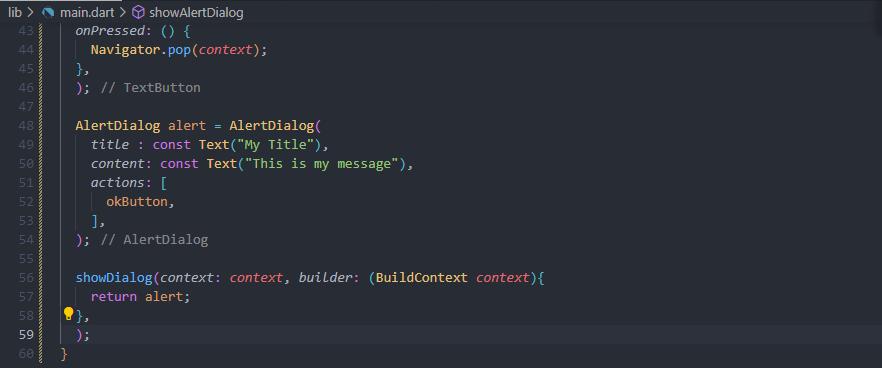 lib > main.dart > showAlertDialog
43 onPressed: () {
44 Navigator.pop(context);
45 },
46 ); // TextButton
47
48 AlertDialog alert = AlertDialog(
49 title : const Text("My Title"),
50 content: const Text("This is my message"),
51 actions: [
52 okButton,
53 ],
54 ); // AlertDialog
55
56 showDialog(context: context, builder: (BuildContext context){
57 return alert;
58 },
59 );
60 }